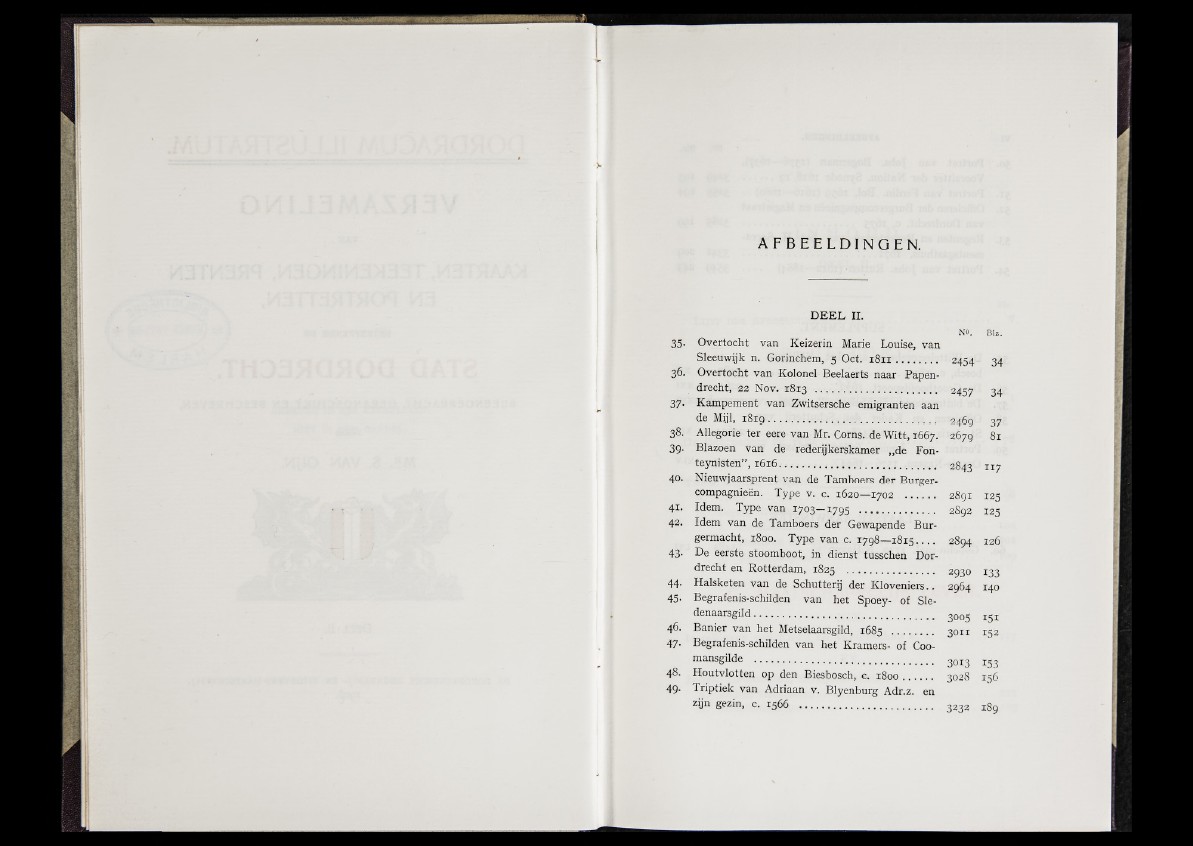 AFBEELDINGEN.
DEEL II.
No. Blz.
35. Overtocht van Keizerin Marie Louise, van
Sleeuwijk n. Gorinchem, 5 Oct. 1811 ........ 2454 34
36. Overtocht van Kolonel Beelaerts naar Papen-
drecht, 22 Nov. 1813 ...................... 2457 34
37. Kampement van Zwitsersche emigranten aan
de Mijl, 1819.............................. 2469 37
38. Allegorie ter eere van Mr. Corns. de Witt, 1667. 2679 81
39. Blazoen van de rederijkerskamer „de Fon-
teynisten”, 1616............................ 2843 117
40. Nieuwjaarsprent van de Tamboers der Burger-
compagnieën. Type v. c. 1620—1702 ...... 2891 125
41. Idem. Type van 1703—1795 .............. 2892 125
42. Idem van de Tamboers der Gewapende Bur-
germacht, 1800. Type van c. 1798—1815.... 2894 126
43. De eerste stoomboot, in dienst tusschen Dor-
drecht en Rotterdam, 1825 ................ 2930 133
44. Halsketen van de Schutterij der Kloveniers.. 2964 140
45. Begrafenis-schilden van het Spoey- of Sle-
denaarsgild................................ 3005 151
46. Banier van het Metselaarsgild, 1685 ........ 3011 152
47. Begrafenis-schilden van het Kramers- of Coo-
mansgilde ................................ 3013 153
48. Houtvlotten op den Biesbosch, c. 1800 ...... 3028 156
49. Triptiek van Adriaan v. Blyenburg Adr.z. en
zijn gezin, c. 1566 ........................ 3232 189